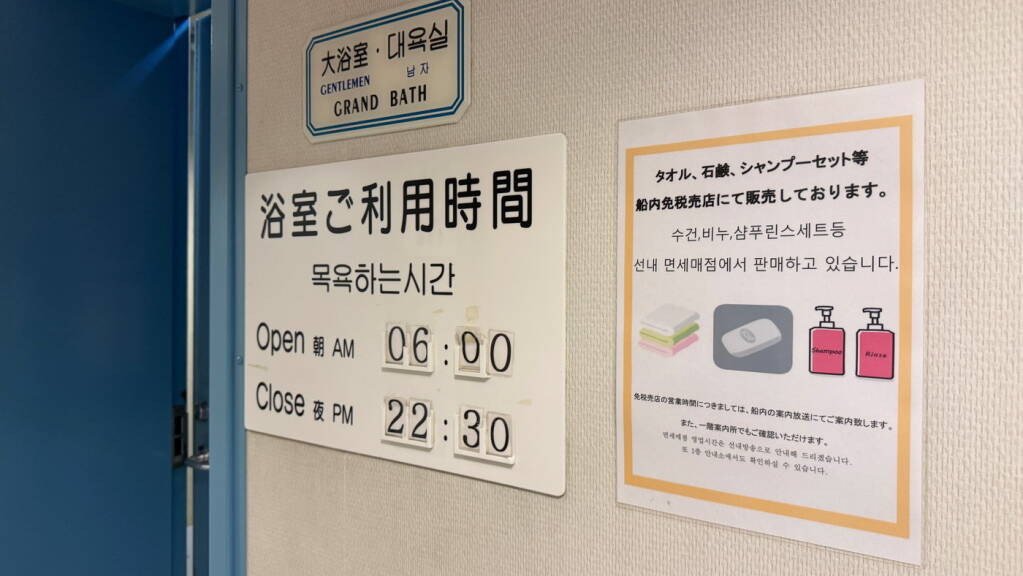 大浴室・대욕실
GENTLEMEN 남자
GRAND BATH
浴室ご利用時間
목욕하는시간
Open 朝 AM 06:00
Close 夜 PM 22:30
タオル、石鹸、シャンプーセット等
船内免税売店にて販売しております。
수건,비누,샴푸린스세트등
선내 면세매점에서 판매하고 있습니다.
Shampoo
Rinse
免税売店の営業時間につきましては、船内の案内放送にてご案内致します。
また、一階案内所でもご確認いただけます。
면세매점 영업시간은 선내방송으로 안내해 드리겠습니다.
또 1층 안내소에서도 확인하실 수 있습니다.